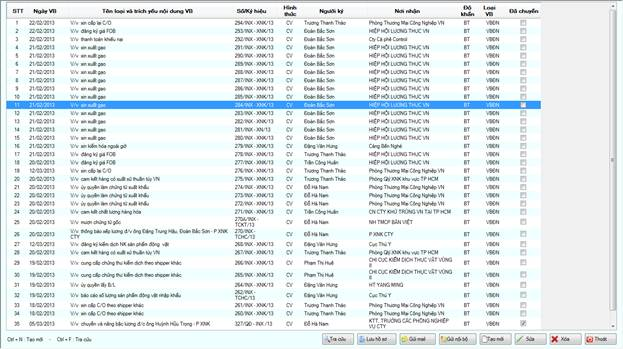 STT Ngày VB Tên loại và trích yếu nội dung VB Số/Ký hiệu Hình thức Người ký Nơi nhận Độ khẩn Loại VB Đã chuyển
1 22/02/2013 V/v xin cấp lại C/O 294/INX - XNK/13 CV Trương Thanh Thảo Phòng Thương Mại Công Nghiệp VN BT VBĐN
2 22/02/2013 V/v đăng ký giá FOB 293/INX - XNK/13 CV Đoàn Bắc Sơn HIỆP HỘI LƯƠNG THỰC VN BT VBĐN
3 22/02/2013 V/v thanh toán khiếu nại 292/INX - XNK/13 CV Đoàn Bắc Sơn Cty Cà phê Control BT VBĐN
4 21/02/2013 V/v xin xuất gạo 291/INX - XNK/13 CV Đoàn Bắc Sơn HIỆP HỘI LƯƠNG THỰC VN BT VBĐN
5 21/02/2013 V/v xin xuất gạo 290/INX - XNK/13 CV Đoàn Bắc Sơn HIỆP HỘI LƯƠNG THỰC VN BT VBĐN
6 21/02/2013 V/v xin xuất gạo 289/INX - XNK/13 CV Đoàn Bắc Sơn HIỆP HỘI LƯƠNG THỰC VN BT VBĐN
7 21/02/2013 V/v xin xuất gạo 288/INX - XNK/13 CV Đoàn Bắc Sơn HIỆP HỘI LƯƠNG THỰC VN BT VBĐN
8 21/02/2013 V/v xin xuất gạo 287/INX - XNK/13 CV Đoàn Bắc Sơn HIỆP HỘI LƯƠNG THỰC VN BT VBĐN
9 21/02/2013 V/v xin xuất gạo 286/INX - XNK/13 CV Đoàn Bắc Sơn HIỆP HỘI LƯƠNG THỰC VN BT VBĐN
10 21/02/2013 V/v xin xuất gạo 285/INX - XNK/13 CV Đoàn Bắc Sơn HIỆP HỘI LƯƠNG THỰC VN BT VBĐN
11 21/02/2013 V/v xin xuất gạo 284/INX - XNK/13 CV Đoàn Bắc Sơn HIỆP HỘI LƯƠNG THỰC VN BT VBĐN
12 21/02/2013 V/v xin xuất gạo 283/INX - XNK/13 CV Đoàn Bắc Sơn HIỆP HỘI LƯƠNG THỰC VN BT VBĐN
13 21/02/2013 V/v xin xuất gạo 282/INX - XNK/13 CV Đoàn Bắc Sơn HIỆP HỘI LƯƠNG THỰC VN BT VBĐN
14 21/02/2013 V/v xin xuất gạo 281/INX - XN/13 CV Đoàn Bắc Sơn HIỆP HỘI LƯƠNG THỰC VN BT VBĐN
15 21/02/2013 V/v xin xuất gạo 280/INX - XNK/13 CV Đoàn Bắc Sơn HIỆP HỘI LƯƠNG THỰC VN BT VBĐN
16 21/02/2013 V/v xin kiểm hóa ngoài giờ 279/INX - XNK/13 CV Đặng Văn Hưng Cảng Bến Nghé BT VBĐN
17 20/02/2013 V/v đăng ký giá FOB 278/INX - XNK/13 CV Trương Thanh Thảo HIỆP HỘI LƯƠNG THỰC VN BT VBĐN
18 20/02/2013 V/v đăng ký giá FOB 277/INX - XNK/13 CV Trần Công Huấn HIỆP HỘI LƯƠNG THỰC VN BT VBĐN
19 20/02/2013 V/v xin cấp lại C/O 276/INX - XNK/13 CV Trương Thanh Thảo Phòng Thương Mại Công Nghiệp VN BT VBĐN
20 20/02/2013 V/v cam kết hàng có xuất xứ thuần túy VN 275/INX - XNK/13 CV Trương Thanh Thảo Phòng Qlý XNK khu vực TP HCM BT VBĐN
21 20/02/2013 V/v ủy quyền làm chứng từ xuất khẩu 274/INX - XNK/13 CV Đỗ Hà Nam Phòng Thương Mại Công Nghiệp VN BT VBĐN
22 20/02/2013 V/v ủy quyền làm chứng từ xuất khẩu 273/INX - XNK/13 CV Đỗ Hà Nam Phòng Thương Mại Công Nghiệp VN BT VBĐN
23 20/02/2013 V/v ủy quyền làm chứng từ xuất khẩu 272/INX - XNK/13 CV Đỗ Hà Nam Phòng Thương Mại Công Nghiệp VN BT VBĐN
24 20/02/2013 V/v cam kết chất lượng hàng hóa 271/INX - XNK/13 CV Trần Công Huấn CN CTY KHỬ TRÙNG VN TẠI TP HCM BT VBĐN
25 20/02/2013 V/v mượn chứng từ gốc 270A/INX - TCKT/13 CV Đỗ Hà Nam NH TMCP BẢN VIỆT BT VBĐN
26 20/02/2013 V/v thông báo xếp lương đ/v ông Đặng Trung Hậu, Đoàn Bắc Sơn - P XNK CTY 270/INX - TCHC/13 CV Đỗ Hà Nam P XNK CTY BT VBĐN
27 12/03/2013 V/v đăng ký kiểm dịch NK sản phẩm động vật 268/INX - XNK/13 CV Đặng Văn Hưng Cục Thú Y BT VBĐN
28 20/02/2013 V/v cam kết hàng có xuất xứ thuần túy VN 267/INX - XNK/13 CV Trương Thanh Thảo Phòng Qlý XNK khu vực TP HCM BT VBĐN
29 19/02/2013 V/v cung cấp chứng thư kiểm dịch theo shipper khác 266/INX - XNK/13 CV Phạm Thị Huệ CHI CỤC KIỂM DỊCH THỰC VẬT VÙNG II BT VBĐN
30 19/02/2013 V/v cung cấp chứng thư kiểm dịch theo shipper khác 265/INX - XNK/13 CV Phạm Thị Huệ CHI CỤC KIỂM DỊCH THỰC VẬT VÙNG II BT VBĐN
31 19/02/2013 V/v ủy quyền lấy B/L 264/INX - XNK/13 CV Đỗ Hà Nam HT YANG MING BT VBĐN
32 19/02/2013 V/v báo cáo số lượng sản phẩm động vật nhập khẩu 262/INX - TCHC/13 CV Đặng Văn Hưng Cục Thú Y BT VBĐN
33 19/02/2013 V/v xin cấp C/O theo shipper khác 260/INX - XNK/13 CV Trương Thanh Thảo Phòng Thương Mại Công Nghiệp VN BT VBĐN
34 18/02/2013 V/v xin cấp C/O theo shipper khác 258/INX - XNK/13 CV Trương Thanh Thảo Phòng Thương Mại Công Nghiệp VN BT VBĐN
35 05/03/2013 V/v chuyển và nâng bậc lương đ/v ông Huỳnh Hữu Trọng - P XNK 327/QĐ - INX/13 CV Đỗ Hà Nam KTT, TRƯỞNG CÁC PHÒNG NGHIỆP VỤ CTY BT VBĐN
Ctrl + N : Tạo mới - Ctrl + F : Tra cứu Tra cứu Lưu hồ sơ Gửi mail Gửi nội bộ Tạo mới Sửa Xóa Thoát